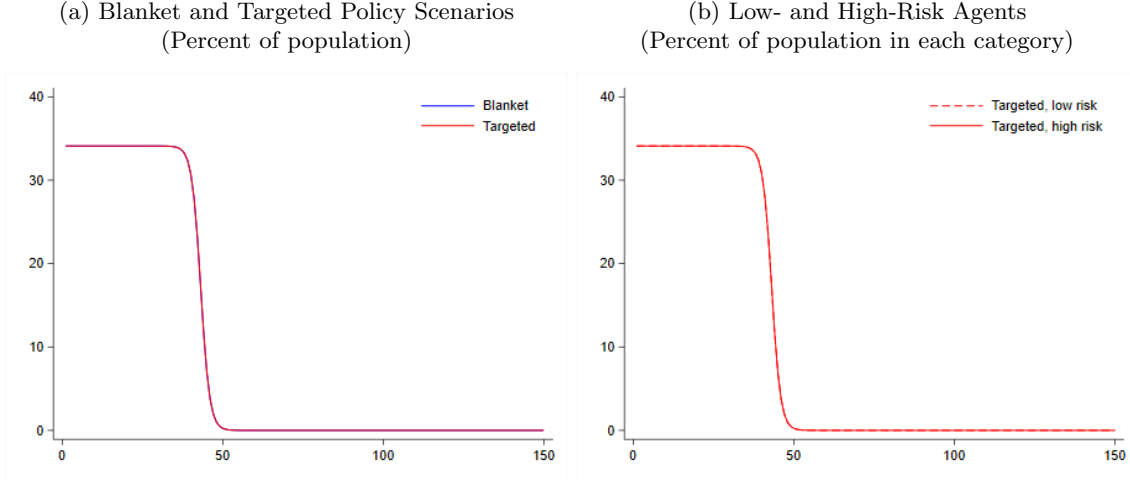 (a) Blanket and Targeted Policy Scenarios
(Percent of population)
40
30
20
10
0
0
50
100
150
Blanket
Targeted
(b) Low- and High-Risk Agents
(Percent of population in each category)
40
30
20
10
0
0
50
100
150
Targeted, low risk
Targeted, high risk